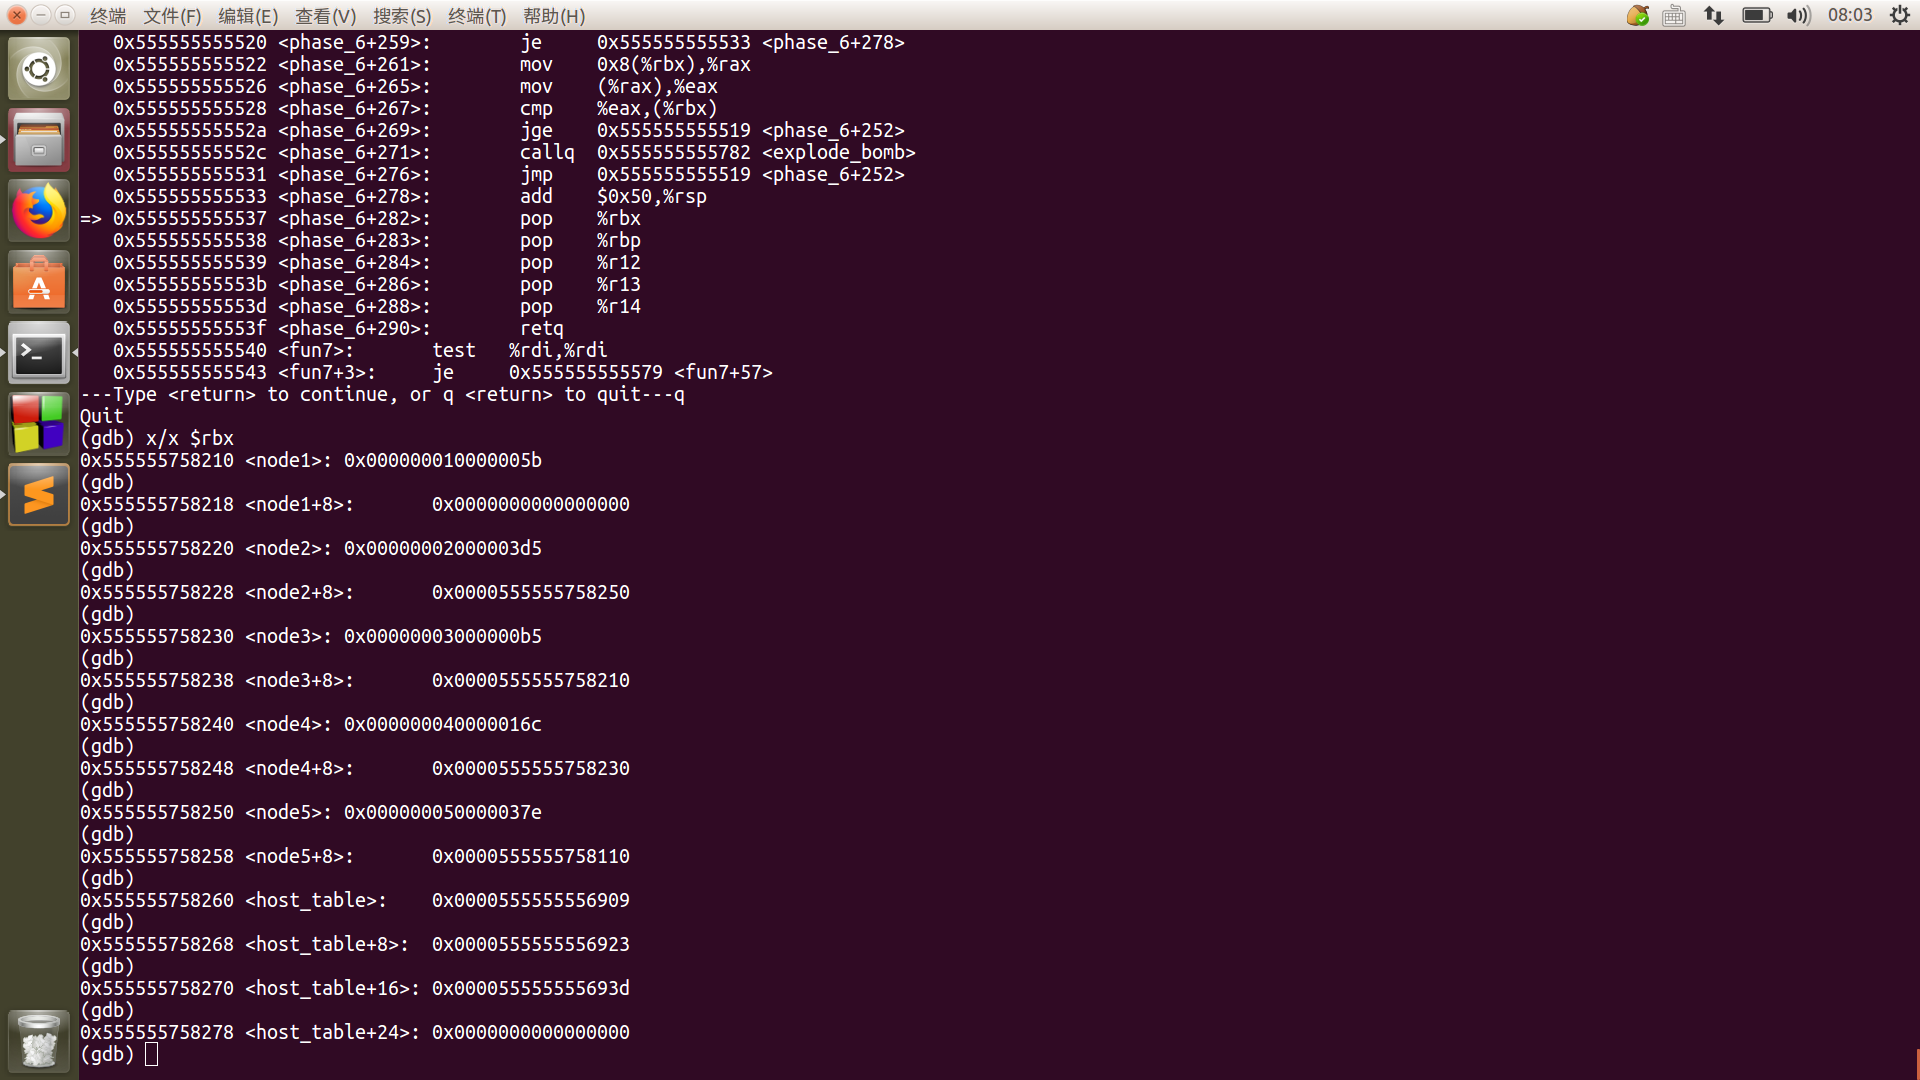 终端 文件(F) 编辑(E) 查看(V) 搜索(S) 终端(T) 帮助(H) 08:03
0x555555555520 <phase_6+259>: je 0x555555555533 <phase_6+278>
0x555555555522 <phase_6+261>: mov 0x8(%rbx),%rax
0x555555555526 <phase_6+265>: mov (%rax),%eax
0x555555555528 <phase_6+267>: cmp %eax,(%rbx)
0x55555555552a <phase_6+269>: jge 0x555555555519 <phase_6+252>
0x55555555552c <phase_6+271>: callq 0x555555555782 <explode_bomb>
0x555555555531 <phase_6+276>: jmp 0x555555555519 <phase_6+252>
0x555555555533 <phase_6+278>: add $0x50,%rsp
=> 0x555555555537 <phase_6+282>: pop %rbx
0x555555555538 <phase_6+283>: pop %rbp
0x555555555539 <phase_6+284>: pop %r12
0x55555555553b <phase_6+286>: pop %r13
0x55555555553d <phase_6+288>: pop %r14
0x55555555553f <phase_6+290>: retq
0x555555555540 <fun7>: test %rdi,%rdi
0x555555555543 <fun7+3>: je 0x555555555579 <fun7+57>
---Type <return> to continue, or q <return> to quit---q
Quit
(gdb) x/x $rbx
0x555555758210 <node1>: 0x000000010000005b
(gdb)
0x555555758218 <node1+8>: 0x0000000000000000
(gdb)
0x555555758220 <node2>: 0x00000002000003d5
(gdb)
0x555555758228 <node2+8>: 0x0000555555758250
(gdb)
0x555555758230 <node3>: 0x00000003000000b5
(gdb)
0x555555758238 <node3+8>: 0x0000555555758210
(gdb)
0x555555758240 <node4>: 0x000000040000016c
(gdb)
0x555555758248 <node4+8>: 0x0000555555758230
(gdb)
0x555555758250 <node5>: 0x000000050000037e
(gdb)
0x555555758258 <node5+8>: 0x0000555555758110
(gdb)
0x555555758260 <host_table>: 0x0000555555556909
(gdb)
0x555555758268 <host_table+8>: 0x0000555555556923
(gdb)
0x555555758270 <host_table+16>: 0x000055555555693d
(gdb)
0x555555758278 <host_table+24>: 0x0000000000000000
(gdb)